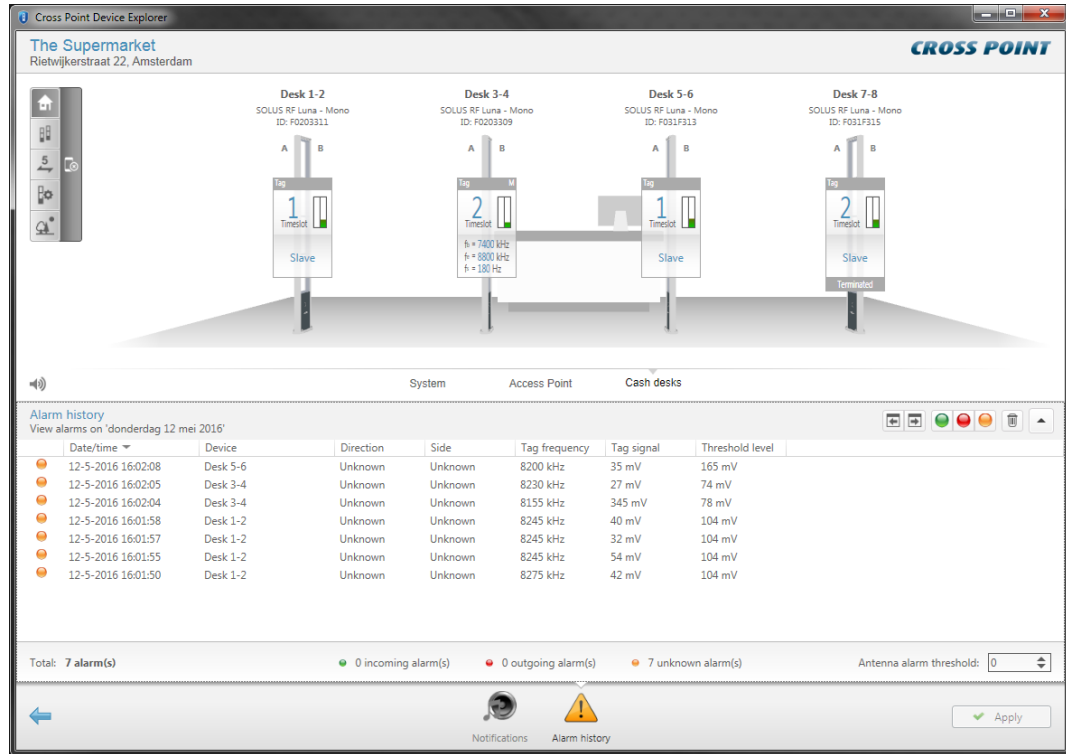 Cross Point Device Explorer
The Supermarket
Rietwijkerstraat 22, Amsterdam
CROSS POINT
5
Desk 1-2
SOLUS RF Luna - Mono
ID: F0203311
A B
Tag
1
Timeslot
Slave
Desk 3-4
SOLUS RF Luna - Mono
ID: F0203309
A B
Tag M
2
Timeslot
= 7400 kHz
= 8800 kHz
= 180 Hz
Desk 5-6
SOLUS RF Luna - Mono
ID: F031F313
A B
Tag
1
Timeslot
Slave
Desk 7-8
SOLUS RF Luna - Mono
ID: F031F315
A B
Tag
2
Timeslot
Slave
Terminated
System Access Point Cash desks
Alarm history
View alarms on 'donderdag 12 mei 2016'
Date/time Device Direction Side Tag frequency Tag signal Threshold level
12-5-2016 16:02:08 Desk 5-6 Unknown Unknown 8200 kHz 35 mV 165 mV
12-5-2016 16:02:05 Desk 3-4 Unknown Unknown 8230 kHz 27 mV 74 mV
12-5-2016 16:02:04 Desk 3-4 Unknown Unknown 8155 kHz 345 mV 78 mV
12-5-2016 16:01:58 Desk 1-2 Unknown Unknown 8245 kHz 40 mV 104 mV
12-5-2016 16:01:57 Desk 1-2 Unknown Unknown 8245 kHz 32 mV 104 mV
12-5-2016 16:01:55 Desk 1-2 Unknown Unknown 8245 kHz 54 mV 104 mV
12-5-2016 16:01:50 Desk 1-2 Unknown Unknown 8275 kHz 42 mV 104 mV
Total: 7 alarm(s) 0 incoming alarm(s) 0 outgoing alarm(s) 7 unknown alarm(s) Antenna alarm threshold: 0
Notifications Alarm history Apply